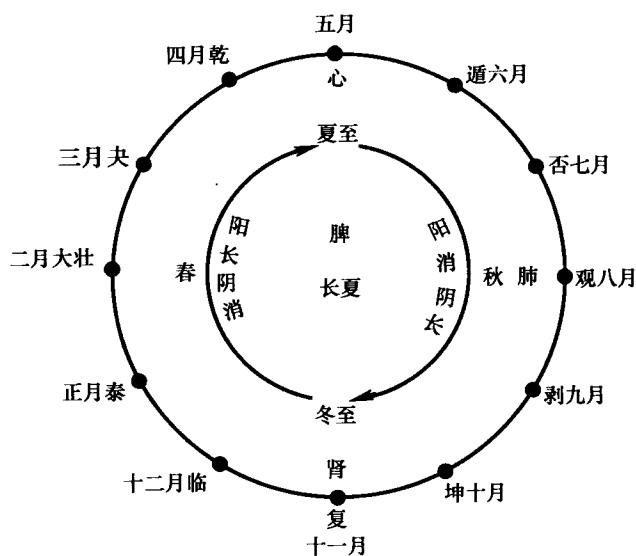 五月
四月乾
心
遁六月
夏至
三月夬
否七月
阳长阴消
脾
阳消阴长
二月大壮
春
长夏
秋 肺
观八月
正月泰
冬至
剥九月
十二月临
肾
坤十月
复
十一月